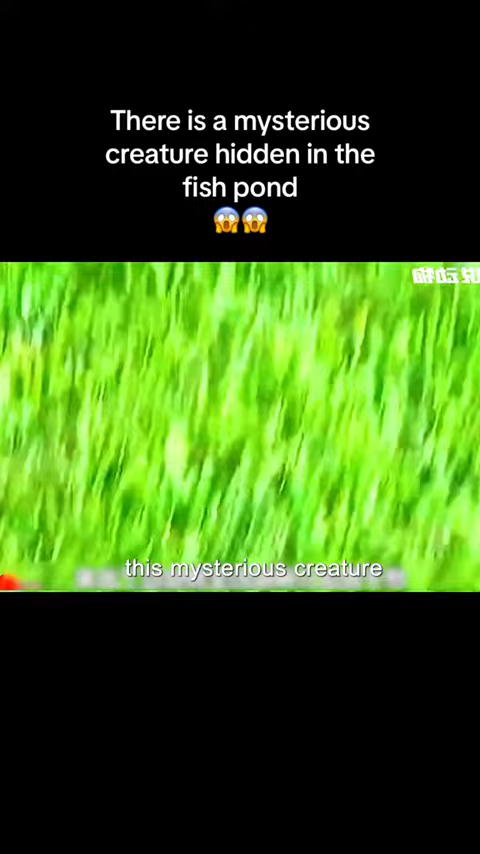 There is a mysterious
creature hidden in the
fish pond
😱😱
this mysterious creature